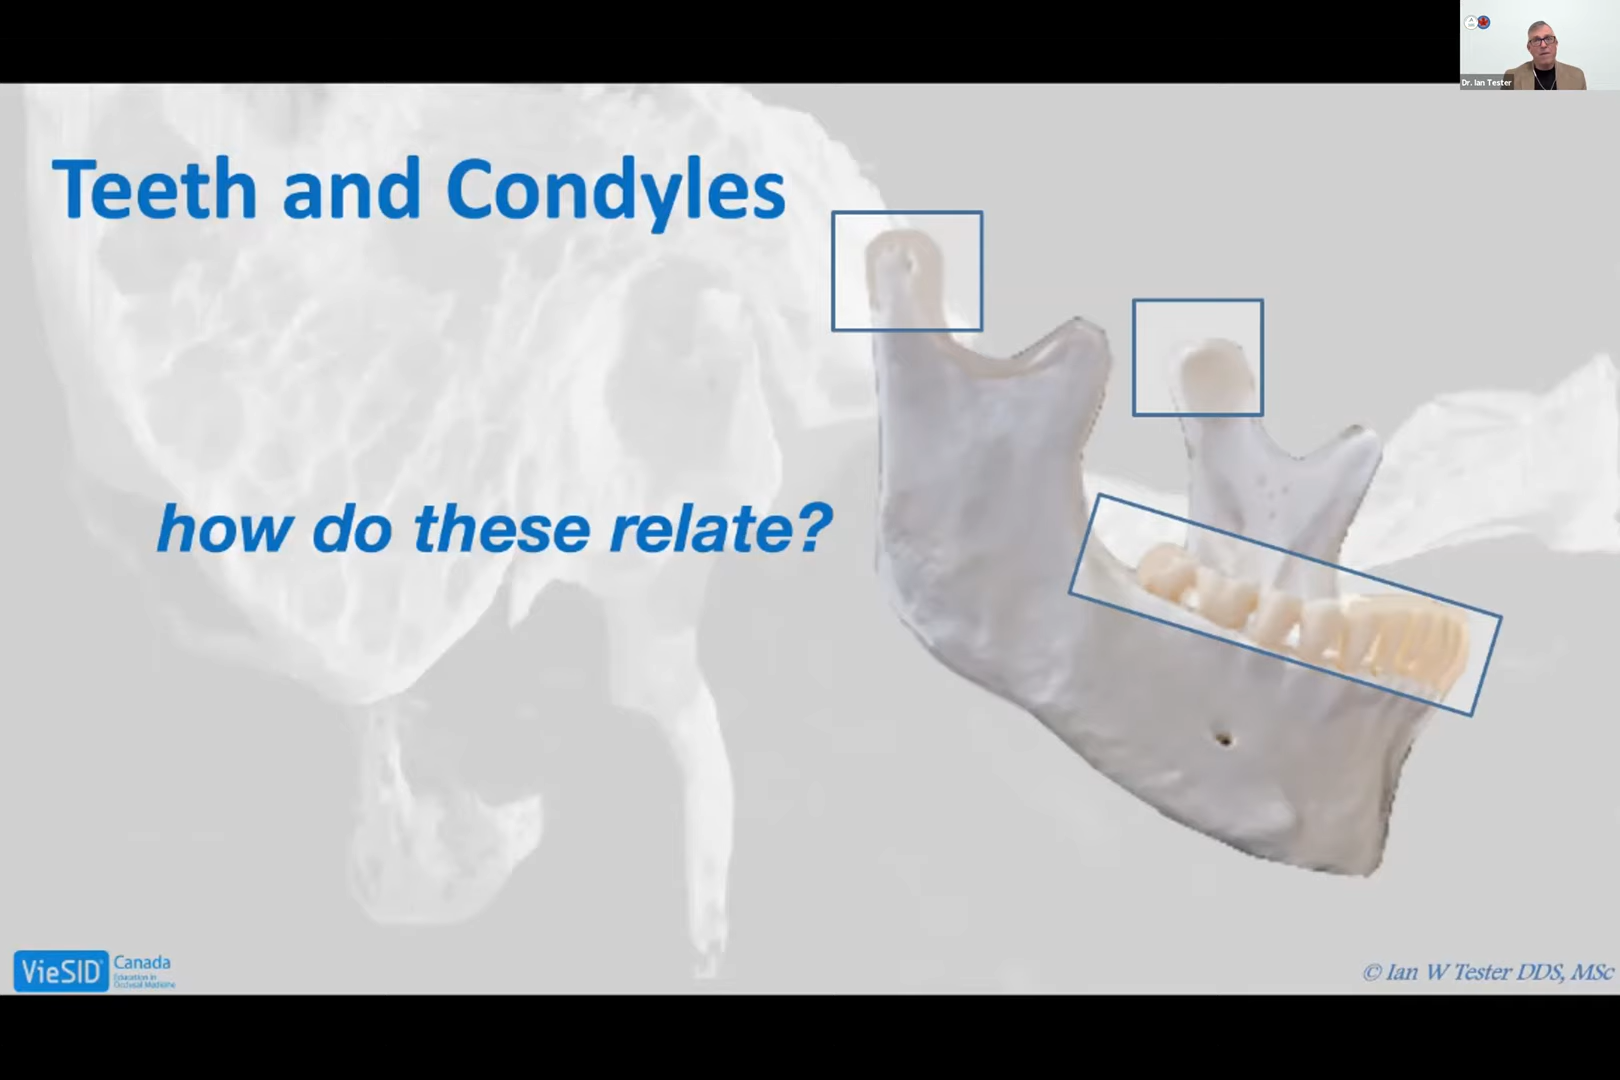 Dr. Ian Tester
Teeth and Condyles
how do these relate?
VieSID Canada
Education in
Occlusal Medicine
© Ian W Tester DDS, MSc